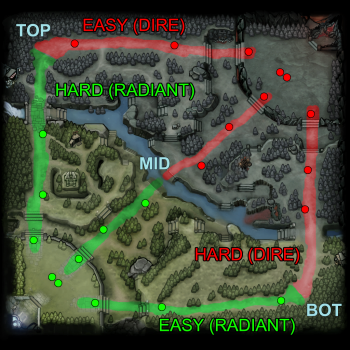 EASY (DIRE)
TOP
HARD (RADIANT)
MID
HARD (DIRE)
BOT
EASY (RADIANT)